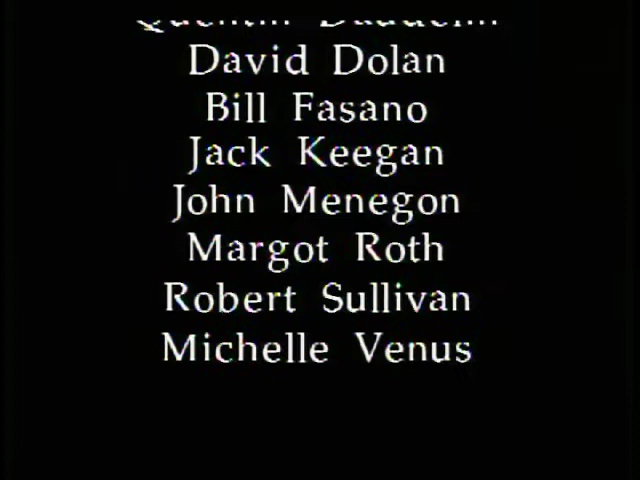 David Dolan
Bill Fasano
Jack Keegan
John Menegon
Margot Roth
Robert Sullivan
Michelle Venus